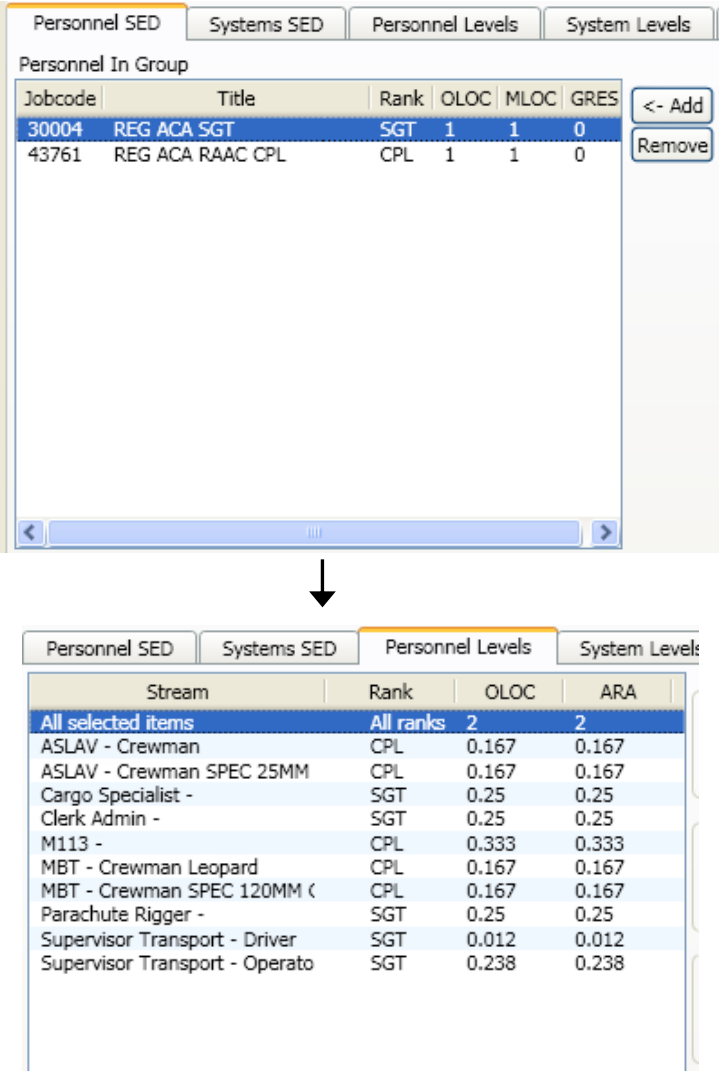 Personnel SED Systems SED Personnel Levels System Levels
Personnel In Group
Jobcode Title Rank OLOC MLOC GRES <- Add
30004 REG ACA SGT SGT 1 1 0
43761 REG ACA RAAC CPL CPL 1 1 0 Remove
Personnel SED Systems SED Personnel Levels System Levels
Stream Rank OLOC ARA
All selected items All ranks 2 2
ASLAV - Crewman CPL 0.167 0.167
ASLAV - Crewman SPEC 25MM CPL 0.167 0.167
Cargo Specialist - SGT 0.25 0.25
Clerk Admin - SGT 0.25 0.25
M113 - CPL 0.333 0.333
MBT - Crewman Leopard CPL 0.167 0.167
MBT - Crewman SPEC 120MM CPL 0.167 0.167
Parachute Rigger - SGT 0.25 0.25
Supervisor Transport - Driver SGT 0.012 0.012
Supervisor Transport - Operato SGT 0.238 0.238